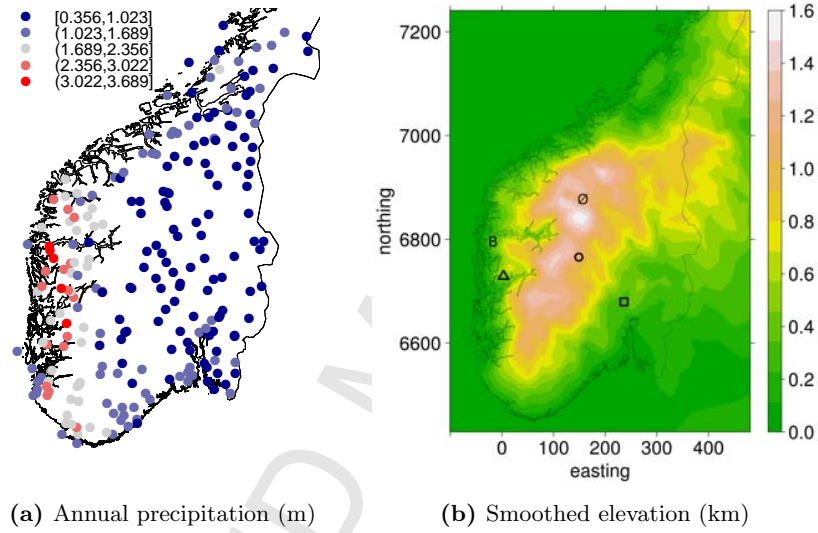 [0.356,1.023]
(1.023,1.689]
(1.689,2.356]
(2.356,3.022]
(3.022,3.689]
(a) Annual precipitation (m)
7200
7000
6800
6600
northing
0 100 200 300 400
easting
Ø
B
1.6
1.4
1.2
1.0
0.8
0.6
0.4
0.2
0.0
(b) Smoothed elevation (km)